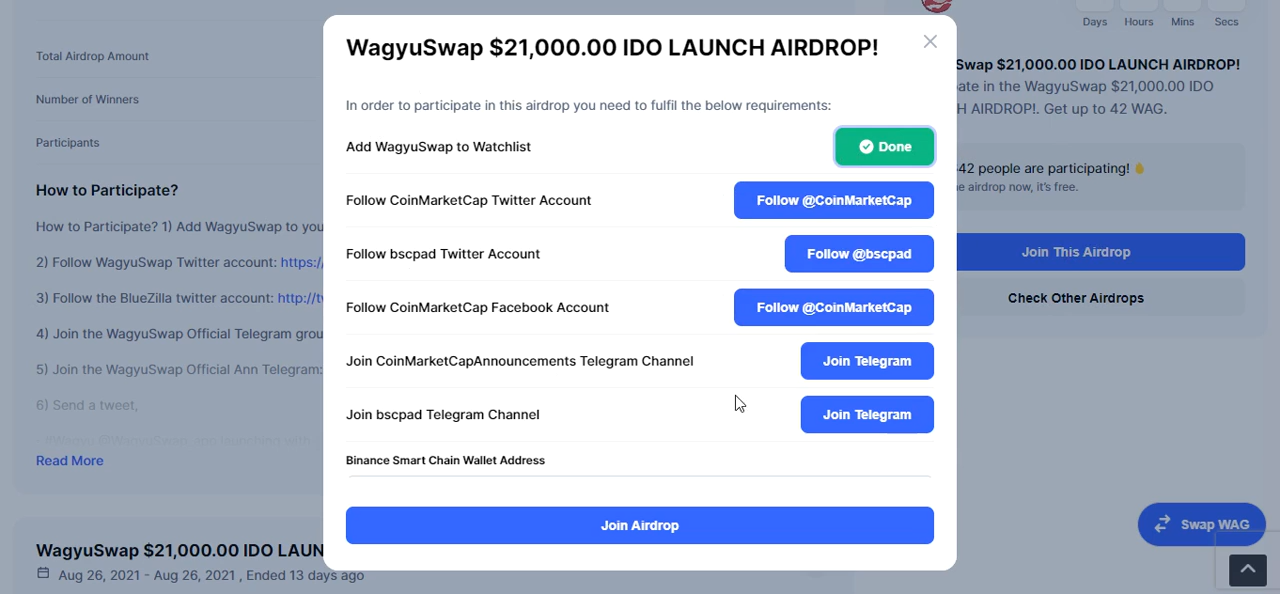 Total Airdrop Amount
Number of Winners
Participants
How to Participate?
How to Participate? 1) Add WagyuSwap to you
2) Follow WagyuSwap Twitter account: https:/
3) Follow the BlueZilla twitter account: http://tv
4) Join the WagyuSwap Official Telegram grou
5) Join the WagyuSwap Official Ann Telegram:
6) Send a tweet,
Read More
WagyuSwap $21,000.00 IDO LAUN
Aug 26, 2021 - Aug 26, 2021 , Ended 13 days ago
WagyuSwap $21,000.00 IDO LAUNCH AIRDROP!
In order to participate in this airdrop you need to fulfil the below requirements:
Add WagyuSwap to Watchlist
Done
Follow CoinMarketCap Twitter Account
Follow @CoinMarketCap
Follow bscpad Twitter Account
Follow @bscpad
Follow CoinMarketCap Facebook Account
Follow @CoinMarketCap
Join CoinMarketCapAnnouncements Telegram Channel
Join Telegram
Join bscpad Telegram Channel
Join Telegram
Binance Smart Chain Wallet Address
Join Airdrop
Days Hours Mins Secs
Swap $21,000.00 IDO LAUNCH AIRDROP!
ate in the WagyuSwap $21,000.00 IDO
H AIRDROP!. Get up to 42 WAG.
42 people are participating!
e airdrop now, it's free.
Join This Airdrop
Check Other Airdrops
Swap WAG